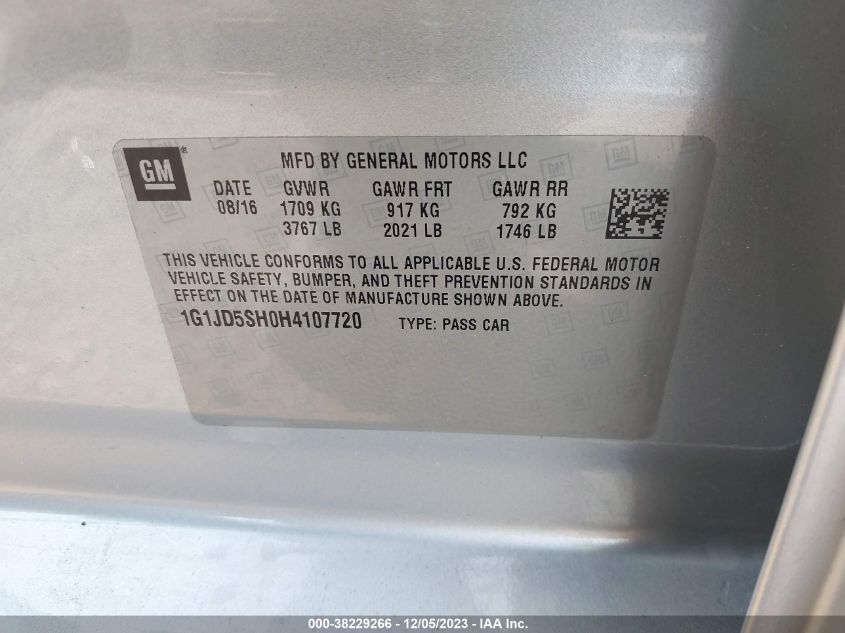 GM ®
MFD BY GENERAL MOTORS LLC
DATE GVWR GAWR FRT GAWR RR
08/16 1709 KG 917 KG 792 KG
3767 LB 2021 LB 1746 LB
THIS VEHICLE CONFORMS TO ALL APPLICABLE U.S. FEDERAL MOTOR
VEHICLE SAFETY, BUMPER, AND THEFT PREVENTION STANDARDS IN
EFFECT ON THE DATE OF MANUFACTURE SHOWN ABOVE.
1G1JD5SH0H4107720 TYPE: PASS CAR
000-38229266 - 12/05/2023 - IAA Inc.